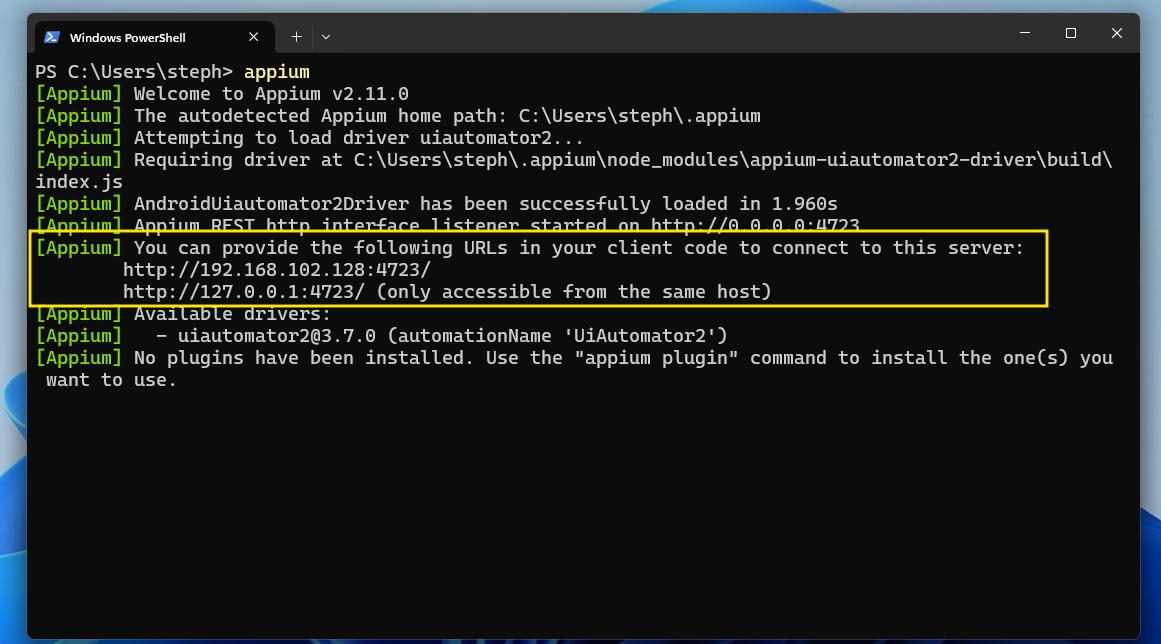 Windows PowerShell
PS C:\Users\steph> appium
[Appium] Welcome to Appium v2.11.0
[Appium] The autodetected Appium home path: C:\Users\steph\.appium
[Appium] Attempting to load driver uiautomator2...
[Appium] Requiring driver at C:\Users\steph\.appium\node_modules\appium-uiautomator2-driver\build\
index.js
[Appium] AndroidUiautomator2Driver has been successfully loaded in 1.960s
[Appium] Appium REST http interface listener started on http://0.0.0.0:4723
[Appium] You can provide the following URLs in your client code to connect to this server:
http://192.168.102.128:4723/
http://127.0.0.1:4723/ (only accessible from the same host)
[Appium] Available drivers:
[Appium]   - uiautomator2@3.7.0 (automationName 'UiAutomator2')
[Appium] No plugins have been installed. Use the "appium plugin" command to install the one(s) you
want to use.